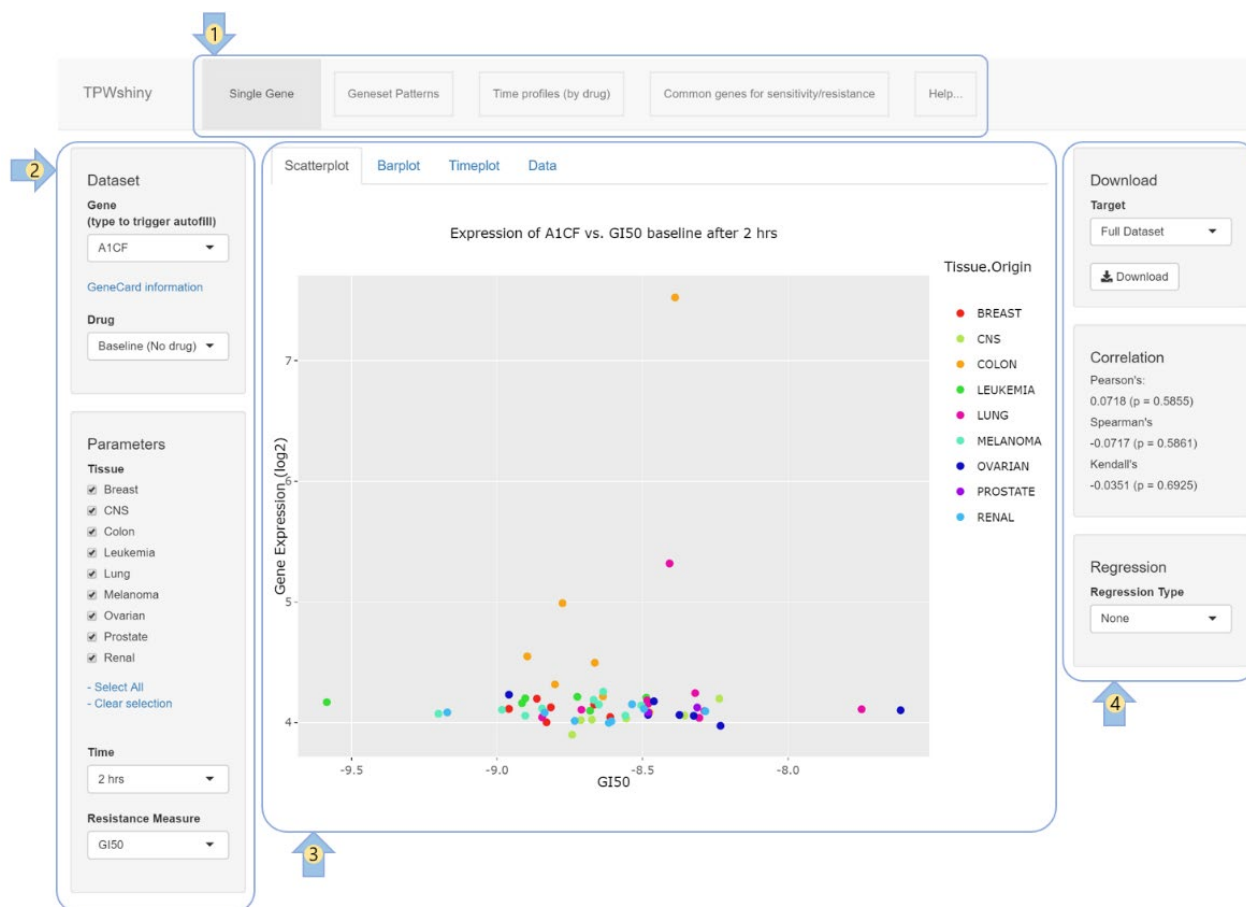 1
TPWshiny
Single Gene
Geneset Patterns
Time profiles (by drug)
Common genes for sensitivity/resistance
Help...
2
Dataset
Gene
(type to trigger autofill)
A1CF
GeneCard information
Drug
Baseline (No drug)
Parameters
Tissue
Breast
CNS
Colon
Leukemia
Lung
Melanoma
Ovarian
Prostate
Renal
- Select All
- Clear selection
Time
2 hrs
Resistance Measure
GI50
Scatterplot
Barplot
Timeplot
Data
Expression of A1CF vs. GI50 baseline after 2 hrs
Gene Expression (log2)
7
6
5
4
-9.5
-9.0
-8.5
-8.0
GI50
Tissue.Origin
BREAST
CNS
COLON
LEUKEMIA
LUNG
MELANOMA
OVARIAN
PROSTATE
RENAL
3
Download
Target
Full Dataset
Download
Correlation
Pearson's:
0.0718 (p = 0.5855)
Spearman's
-0.0717 (p = 0.5861)
Kendall's
-0.0351 (p = 0.6925)
Regression
Regression Type
None
4